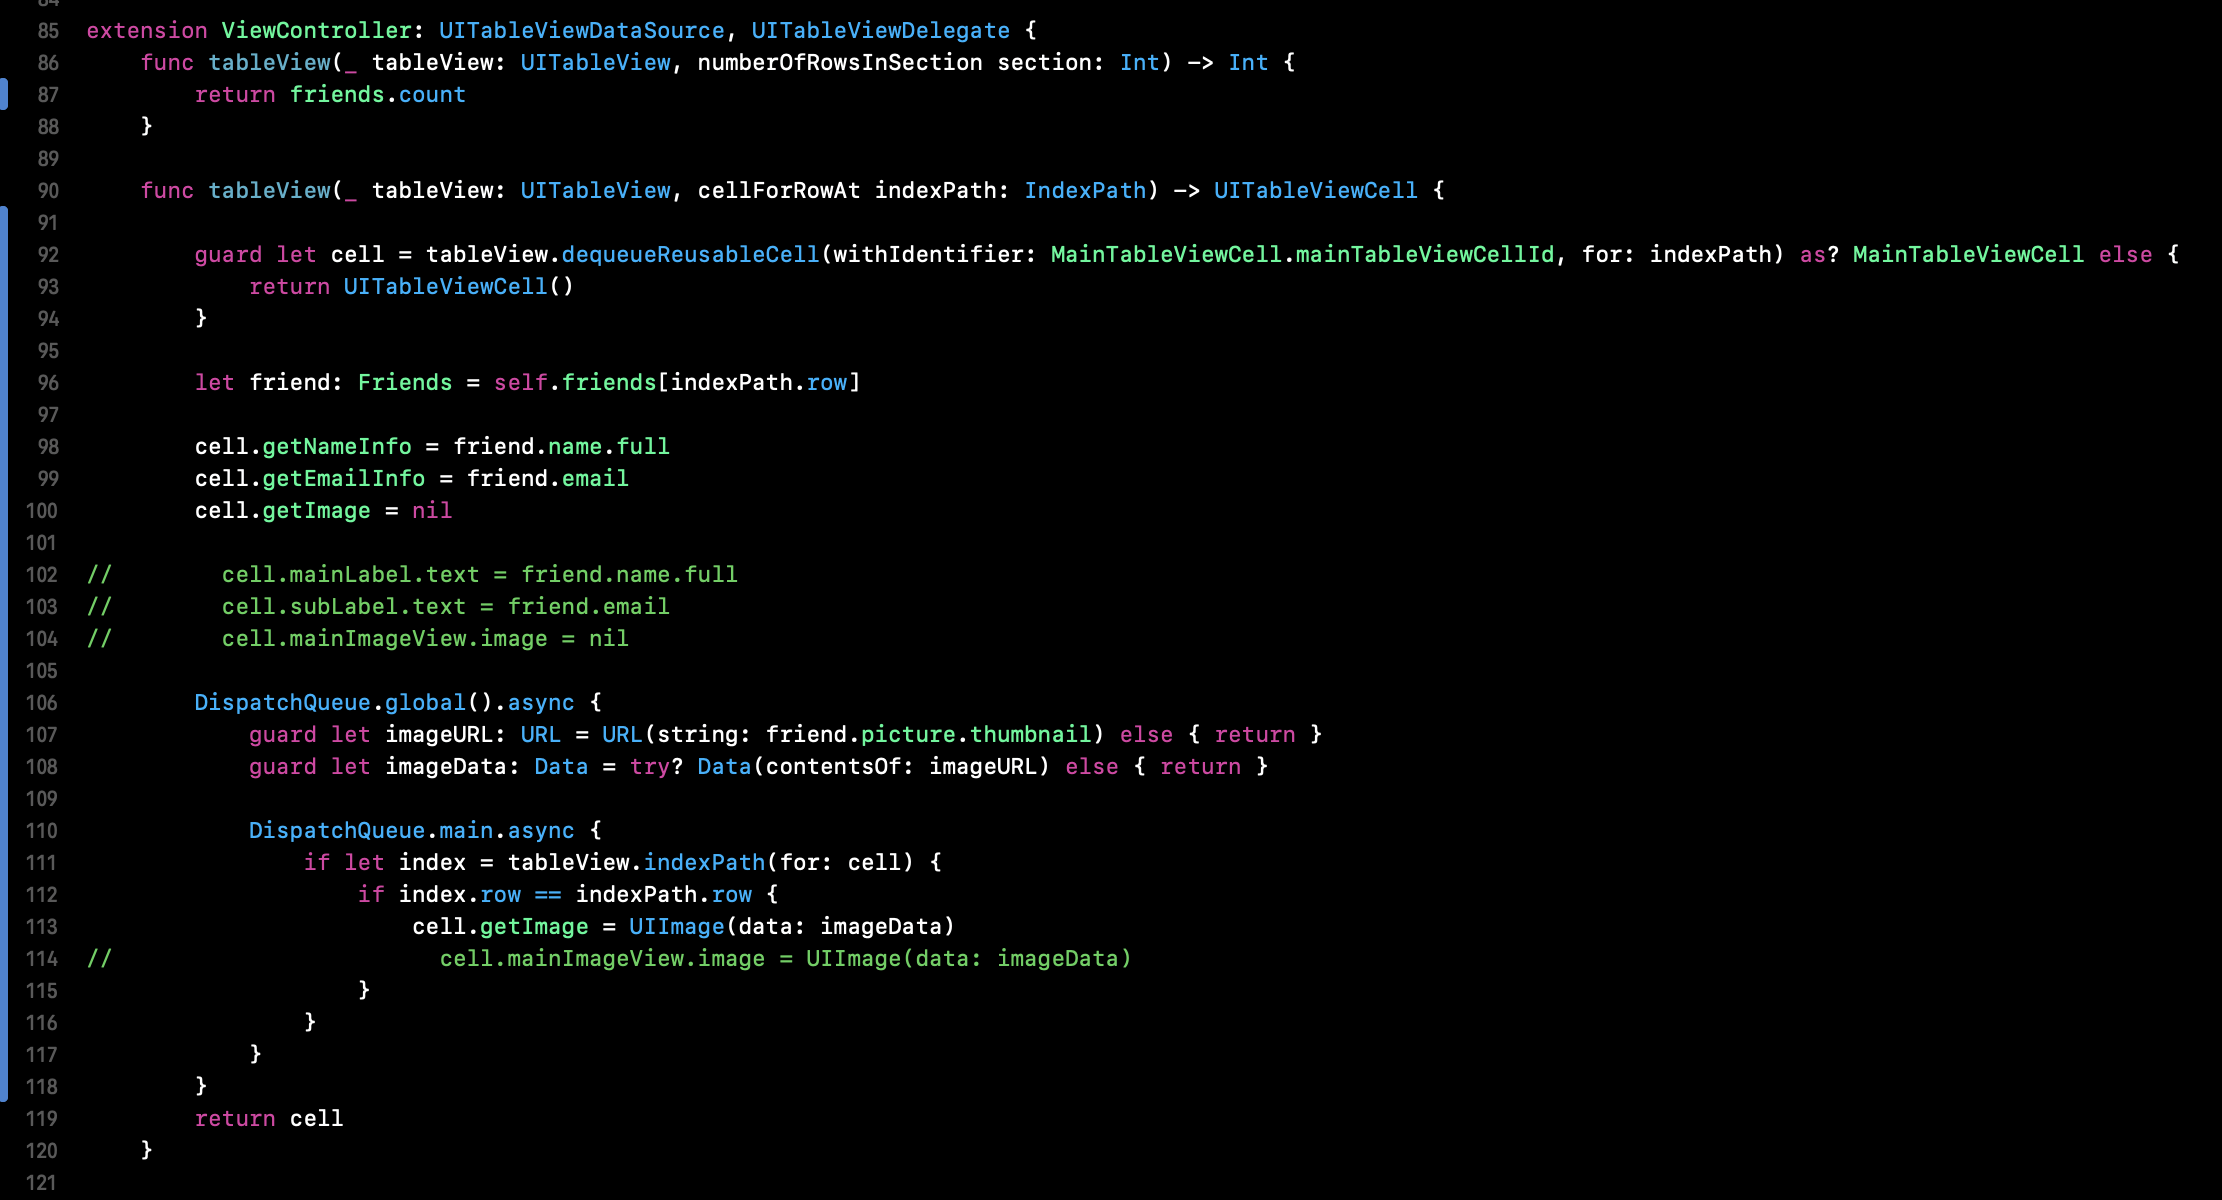 85 extension ViewController: UITableViewDataSource, UITableViewDelegate {
86     func tableView(_ tableView: UITableView, numberOfRowsInSection section: Int) -> Int {
87         return friends.count
88     }
89
90     func tableView(_ tableView: UITableView, cellForRowAt indexPath: IndexPath) -> UITableViewCell {
91
92         guard let cell = tableView.dequeueReusableCell(withIdentifier: MainTableViewCell.mainTableViewCellId, for: indexPath) as? MainTableViewCell else {
93             return UITableViewCell()
94         }
95
96         let friend: Friends = self.friends[indexPath.row]
97
98         cell.getNameInfo = friend.name.full
99         cell.getEmailInfo = friend.email
100         cell.getImage = nil
101
102 //        cell.mainLabel.text = friend.name.full
103 //        cell.subLabel.text = friend.email
104 //        cell.mainImageView.image = nil
105
106         DispatchQueue.global().async {
107             guard let imageURL: URL = URL(string: friend.picture.thumbnail) else { return }
108             guard let imageData: Data = try? Data(contentsOf: imageURL) else { return }
109
110             DispatchQueue.main.async {
111                 if let index = tableView.indexPath(for: cell) {
112                     if index.row == indexPath.row {
113                         cell.getImage = UIImage(data: imageData)
114 //                        cell.mainImageView.image = UIImage(data: imageData)
115                     }
116                 }
117             }
118         }
119         return cell
120     }
121